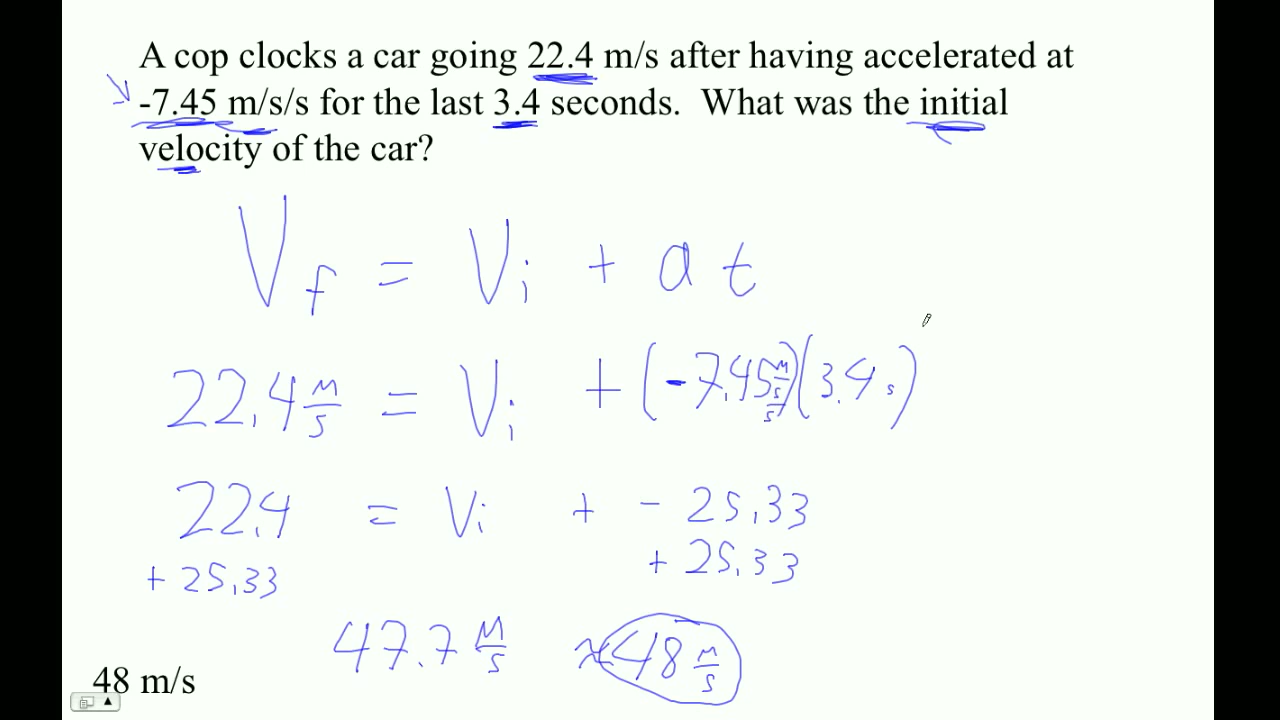 A cop clocks a car going 22.4 m/s after having accelerated at
-7.45 m/s/s for the last 3.4 seconds. What was the initial
velocity of the car?
Vf = Vi + a t
22.4 M/S = Vi + (-7.45 M/S/S)(3.4 s)
22.4 = Vi + - 25.33
+ 25.33 + 25.33
47.7 M/S ≈ 48 M/S
48 m/s